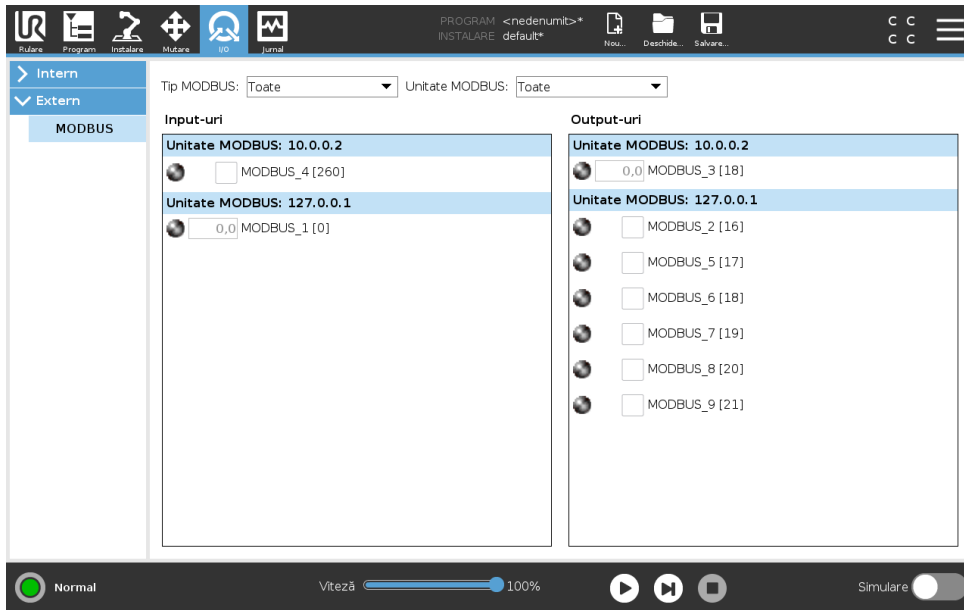 PROGRAM <nedenumit>*
INSTALARE default*
Rulare Program Instalare Mutare I/O Jurnal
Nou... Deschide... Salvare...
C C
C C
Intern
Extern
MODBUS
Tip MODBUS: Toate Unitate MODBUS: Toate
Input-uri
Unitate MODBUS: 10.0.0.2
MODBUS_4 [260]
Unitate MODBUS: 127.0.0.1
0,0 MODBUS_1 [0]
Output-uri
Unitate MODBUS: 10.0.0.2
0,0 MODBUS_3 [18]
Unitate MODBUS: 127.0.0.1
MODBUS_2 [16]
MODBUS_5 [17]
MODBUS_6 [18]
MODBUS_7 [19]
MODBUS_8 [20]
MODBUS_9 [21]
Normal
Viteză 100%
Simulare